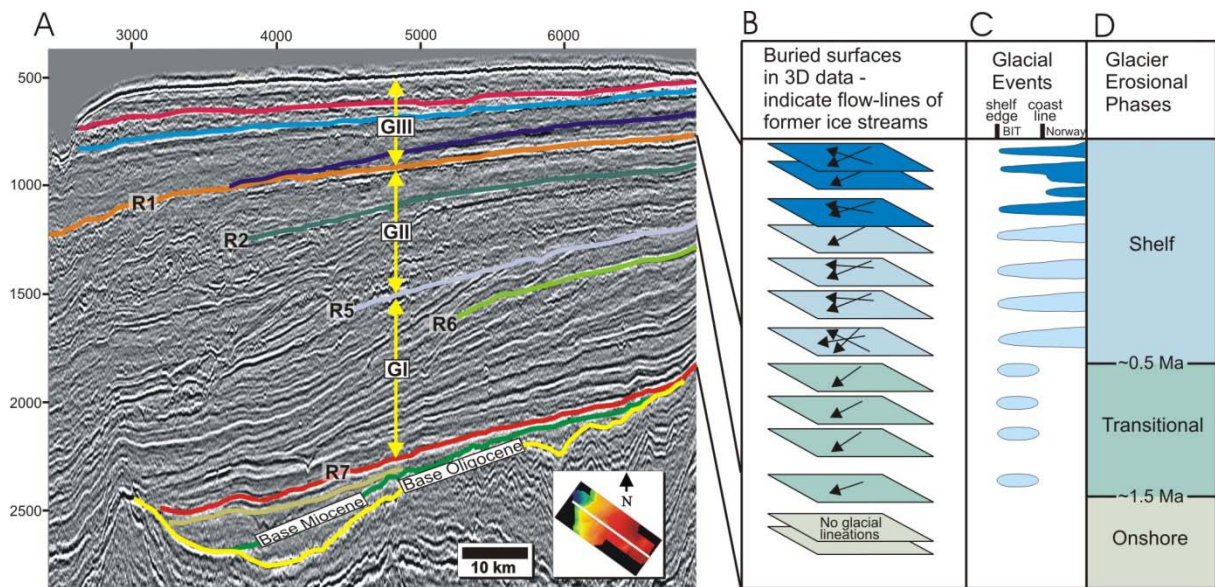 A
3000
4000
5000
6000
500
1000
1500
2000
2500
GIII
R1
R2
GII
R5
R6
GI
R7
Base Miocene
Base Oligocene
N
10 km
B
Buried surfaces
in 3D data -
indicate flow-lines of
former ice streams
No glacial
lineations
C
Glacial
Events
shelf
edge
coast
line
BIT
Norway
D
Glacier
Erosional
Phases
Shelf
~0.5 Ma
Transitional
~1.5 Ma
Onshore